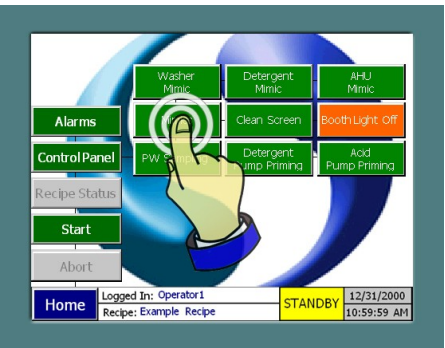 Washer
Mimic
Detergent
Mimic
AHU
Mimic
Alarms
Clean Screen
Booth Light Off
Control Panel
PW
Detergent
Pump Priming
Acid
Pump Priming
Recipe Status
Start
Abort
Home
Logged In: Operator1
Recipe: Example Recipe
STANDBY
12/31/2000
10:59:59 AM